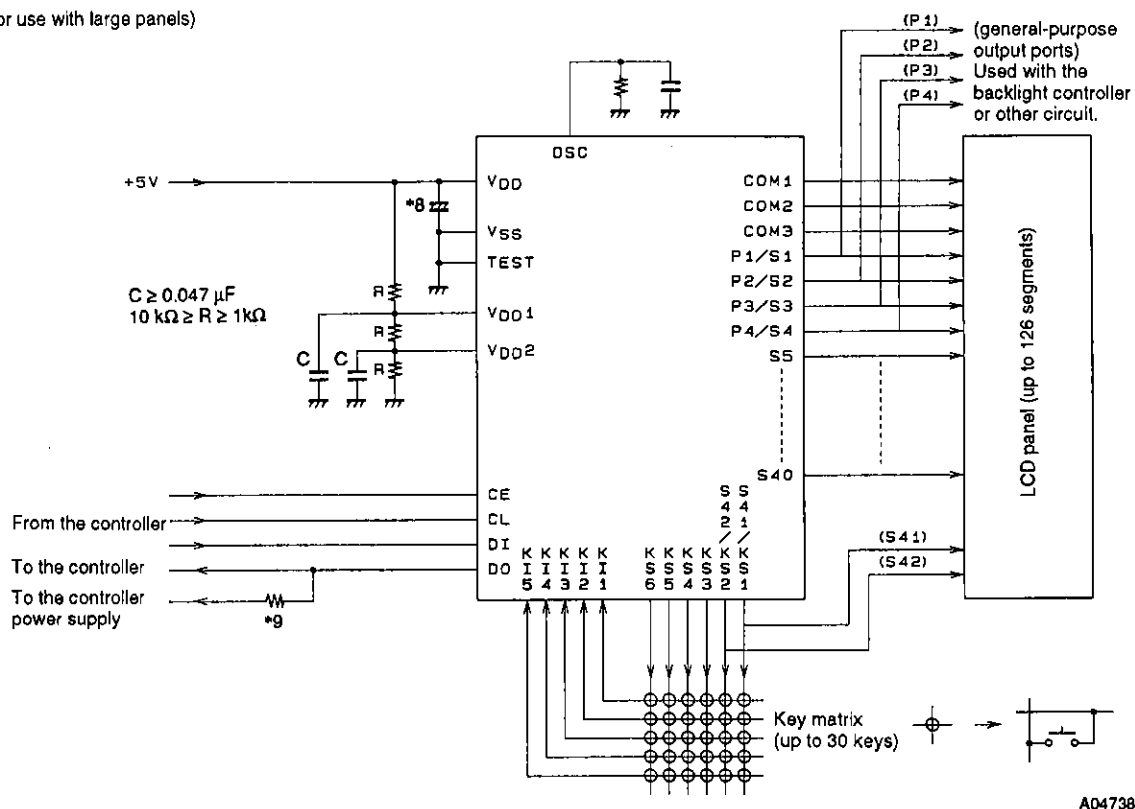 or use with large panels)
(P1)
(general-purpose
(P2)
output ports)
(P3)
Used with the
(P4)
backlight controller
or other circuit.
OSC
+5V
VDD
COM1
*8
COM2
VSS
COM3
TEST
P1/S1
C ≥ 0.047 µF
R
P2/S2
10 kΩ ≥ R ≥ 1kΩ
VDD1
P3/S3
R
P4/S4
C
C
VDD2
S5
R
LCD panel (up to 126 segments)
S40
CE
From the controller
CL
DI
To the controller
DO
To the controller
power supply
*9
KI5
KI4
KI3
KI2
KI1
KS6
KS5
KS4
KS3
S42/KS2
S41/KS1
(S41)
(S42)
Key matrix
(up to 30 keys)
A04738